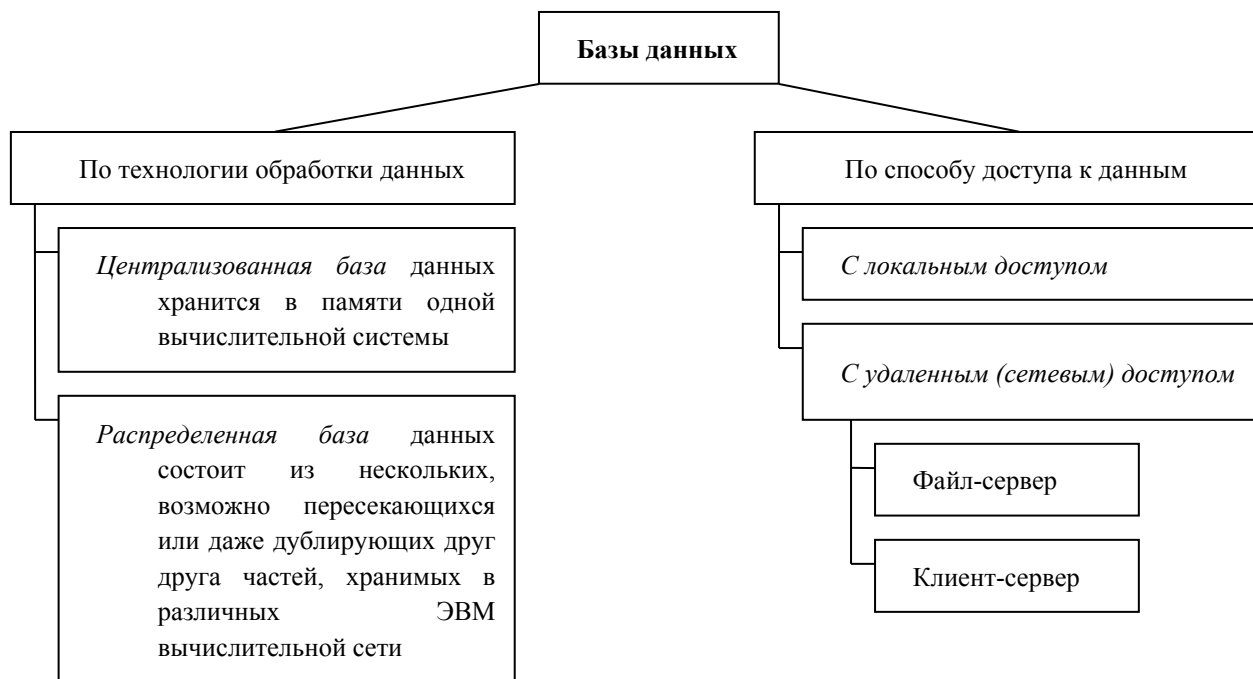 Базы данных
По технологии обработки данных
Централизованная база данных
хранится в памяти одной
вычислительной системы
Распределенная база данных
состоит из нескольких,
возможно пересекающихся
или даже дублирующих друг
друга частей, хранимых в
различных ЭВМ
вычислительной сети
По способу доступа к данным
С локальным доступом
С удаленным (сетевым) доступом
Файл-сервер
Клиент-сервер